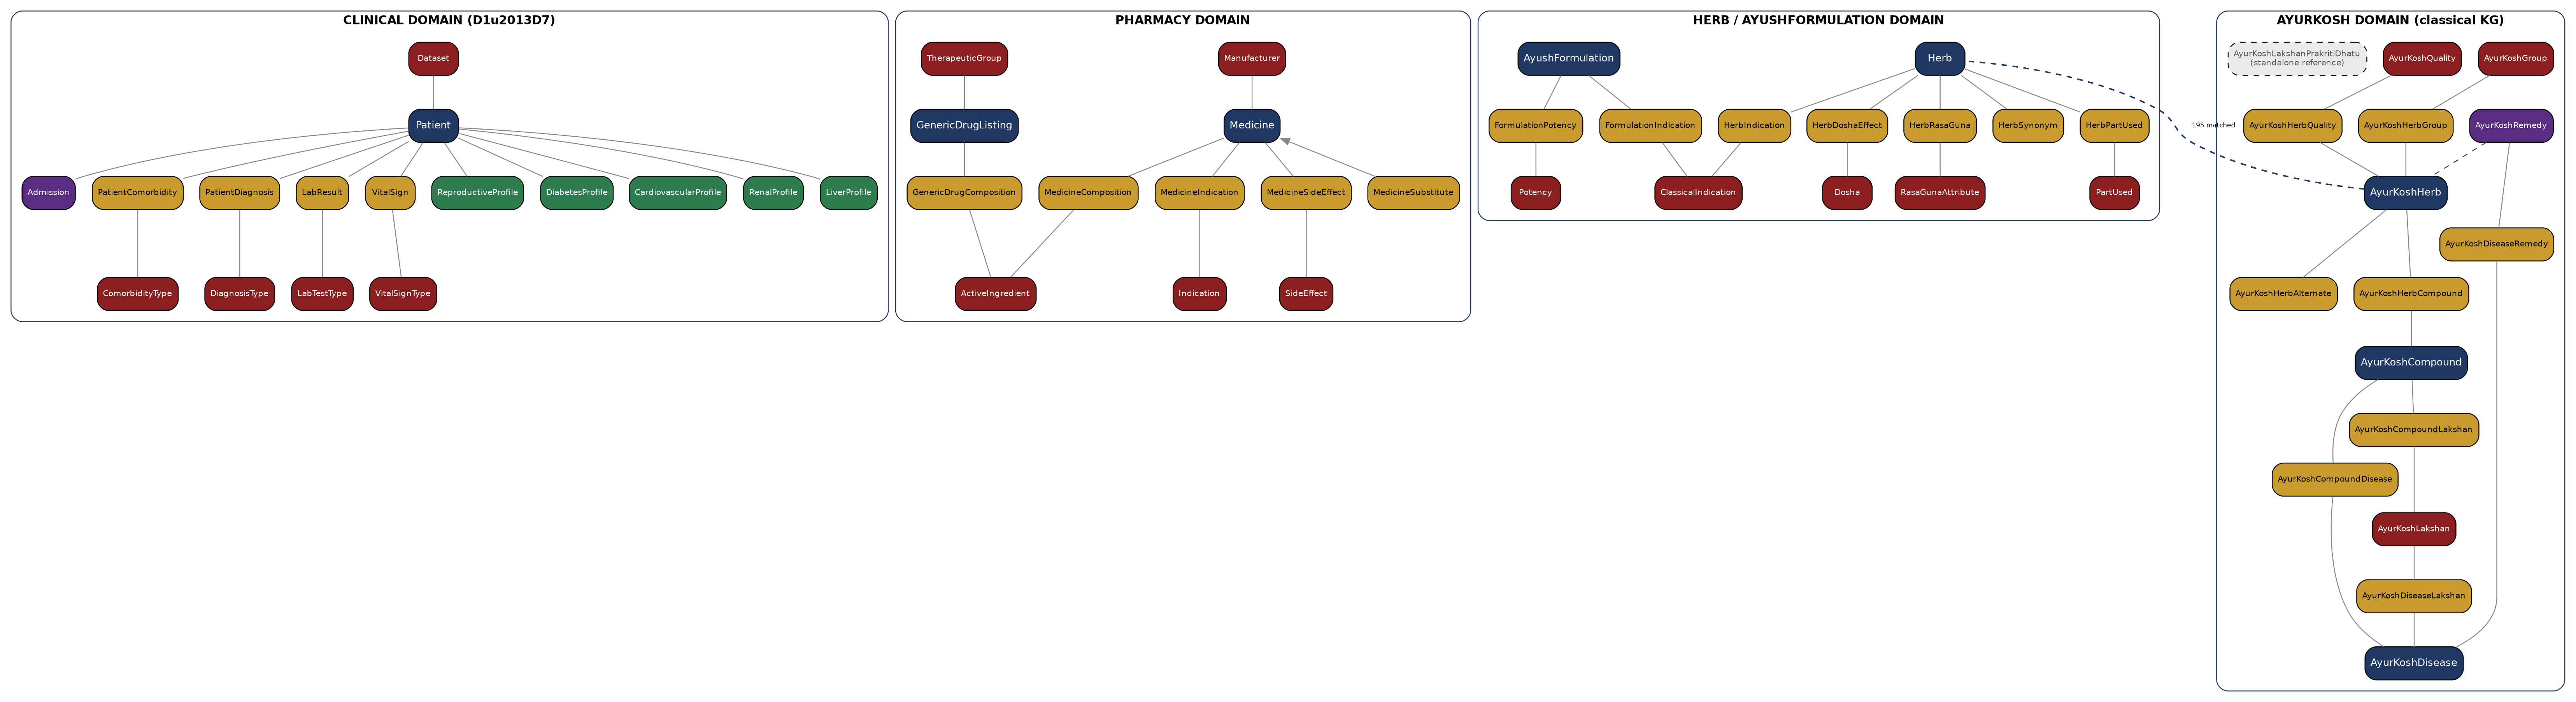 CLINICAL DOMAIN (D1u2013D7)
Dataset
Patient
Admission
PatientComorbidity
PatientDiagnosis
LabResult
VitalSign
ReproductiveProfile
DiabetesProfile
CardiovascularProfile
RenalProfile
LiverProfile
ComorbidityType
DiagnosisType
LabTestType
VitalSignType
PHARMACY DOMAIN
TherapeuticGroup
Manufacturer
GenericDrugListing
Medicine
GenericDrugComposition
MedicineComposition
MedicineIndication
MedicineSideEffect
MedicineSubstitute
ActiveIngredient
Indication
SideEffect
HERB / AYUSHFORMULATION DOMAIN
AyushFormulation
Herb
FormulationPotency
FormulationIndication
HerbIndication
HerbDoshaEffect
HerbRasaGuna
HerbSynonym
HerbPartUsed
Potency
ClassicalIndication
Dosha
RasaGunaAttribute
PartUsed
195 matched
AYURKOSH DOMAIN (classical KG)
AyurKoshLakshanPrakritiDhatu
(standalone reference)
AyurKoshQuality
AyurKoshGroup
AyurKoshHerbQuality
AyurKoshHerbGroup
AyurKoshRemedy
AyurKoshHerb
AyurKoshDiseaseRemedy
AyurKoshHerbAlternate
AyurKoshHerbCompound
AyurKoshCompound
AyurKoshCompoundLakshan
AyurKoshCompoundDisease
AyurKoshLakshan
AyurKoshDiseaseLakshan
AyurKoshDisease